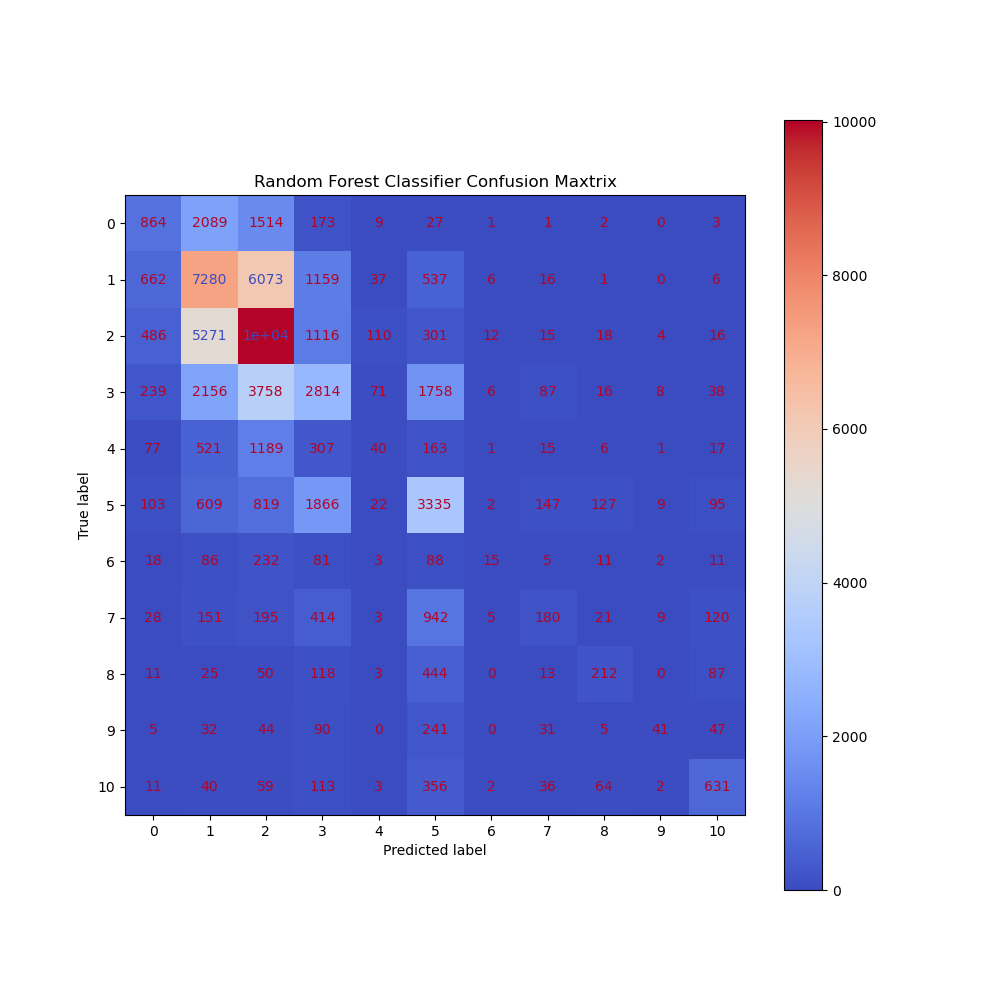 Random Forest Classifier Confusion Maxtrix
0 864 2089 1514 173 9 27 1 1 2 0 3
1 662 7280 6073 1159 37 537 6 16 1 0 6
2 486 5271 1e+04 1116 110 301 12 15 18 4 16
3 239 2156 3758 2814 71 1758 6 87 16 8 38
4 77 521 1189 307 40 163 1 15 6 1 17
5 103 609 819 1866 22 3335 2 147 127 9 95
6 18 86 232 81 3 88 15 5 11 2 11
7 28 151 195 414 3 942 5 180 21 9 120
8 11 25 50 118 3 444 0 13 212 0 87
9 5 32 44 90 0 241 0 31 5 41 47
10 11 40 59 113 3 356 2 36 64 2 631
0 1 2 3 4 5 6 7 8 9 10
Predicted label
True label
10000
8000
6000
4000
2000
0